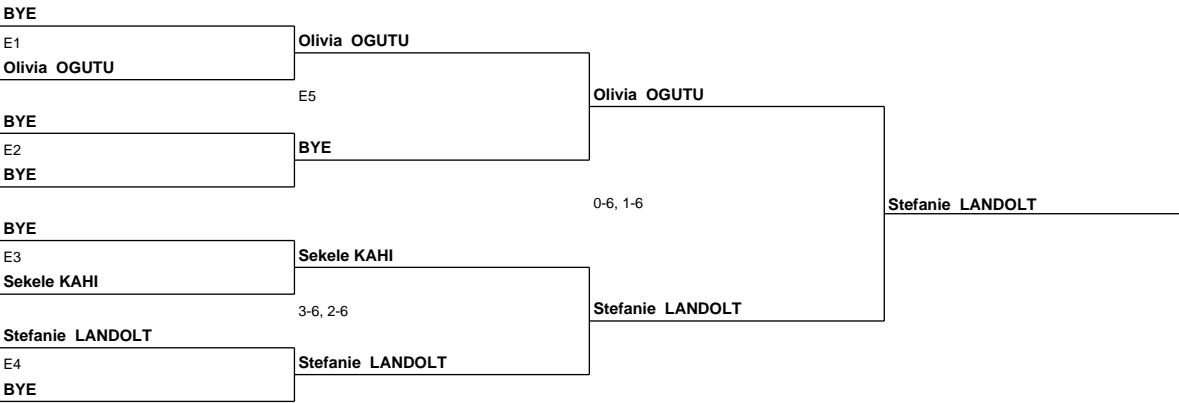 BYE
E1
Olivia OGUTU
Olivia OGUTU
E5
Olivia OGUTU
BYE
E2
BYE
BYE
0-6, 1-6
Stefanie LANDOLT
BYE
E3
Sekele KAHI
Sekele KAHI
3-6, 2-6
Stefanie LANDOLT
Stefanie LANDOLT
E4
Stefanie LANDOLT
BYE